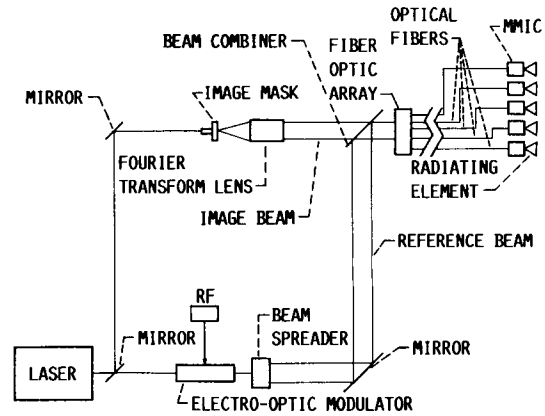 OPTICAL
FIBERS
MMIC
BEAM COMBINER
FIBER
OPTIC
ARRAY
MIRROR
IMAGE MASK
FOURIER
TRANSFORM LENS
IMAGE BEAM
RADIATING
ELEMENT
REFERENCE BEAM
RF
BEAM
SPREADER
MIRROR
MIRROR
LASER
ELECTRO-OPTIC MODULATOR